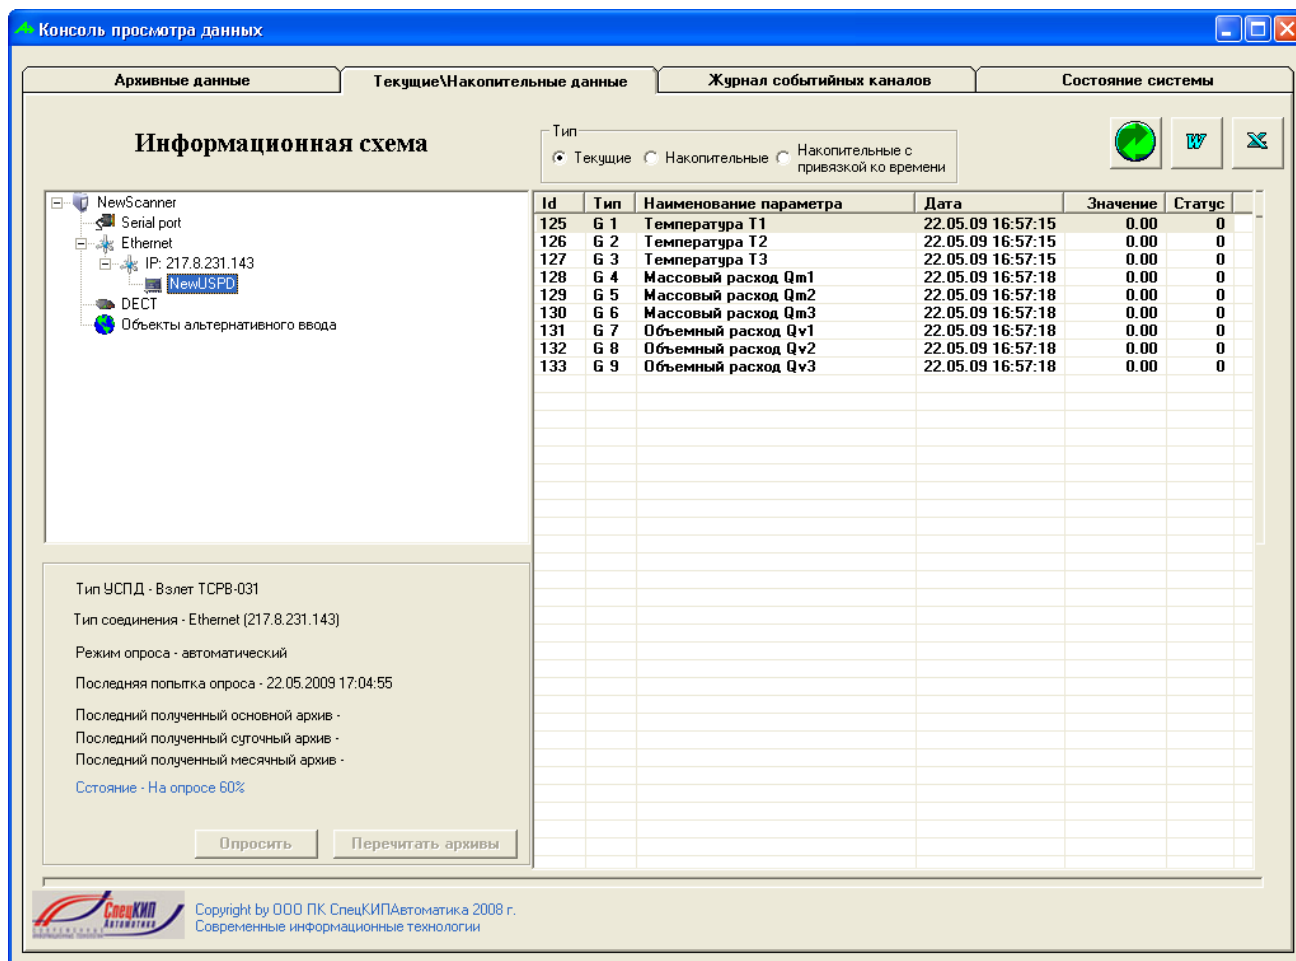 Консоль просмотра данных
Архивные данные Текущие\Накопительные данные Журнал событийных каналов Состояние системы
Информационная схема
Тип
Текущие Накопительные Накопительные с
привязкой ко времени
W X
NewScanner
Serial port
Ethernet
IP: 217.8.231.143
NewUSPD
DECT
Объекты альтернативного ввода
Id Тип Наименование параметра Дата Значение Статус
125 G 1 Температура T1 22.05.09 16:57:15 0.00 0
126 G 2 Температура T2 22.05.09 16:57:15 0.00 0
127 G 3 Температура T3 22.05.09 16:57:15 0.00 0
128 G 4 Массовый расход Qm1 22.05.09 16:57:18 0.00 0
129 G 5 Массовый расход Qm2 22.05.09 16:57:18 0.00 0
130 G 6 Массовый расход Qm3 22.05.09 16:57:18 0.00 0
131 G 7 Объемный расход Qv1 22.05.09 16:57:18 0.00 0
132 G 8 Объемный расход Qv2 22.05.09 16:57:18 0.00 0
133 G 9 Объемный расход Qv3 22.05.09 16:57:18 0.00 0
Тип УСПД - Взлет ТСРВ-031
Тип соединения - Ethernet (217.8.231.143)
Режим опроса - автоматический
Последняя попытка опроса - 22.05.2009 17:04:55
Последний полученный основной архив -
Последний полученный суточный архив -
Последний полученный месячный архив -
Сстояние - На опросе 60%
Опросить Перечитать архивы
СпецКИП
Автоматика
Copyright by ООО ПК СпецКИПАвтоматика 2008 г.
Современные информационные технологии